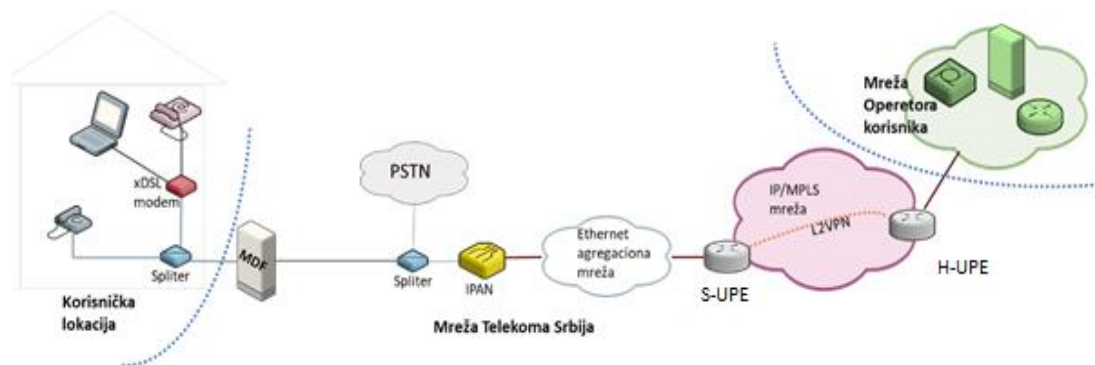 xDSL
modem
Spliter
Korisnička
lokacija
MDF
PSTN
Spliter
IPAN
Ethernet
agregaciona
mreža
Mreža Telekoma Srbija
S-UPE
IP/MPLS
mreža
L2VPN
H-UPE
Mreža
Operetora
korisnika